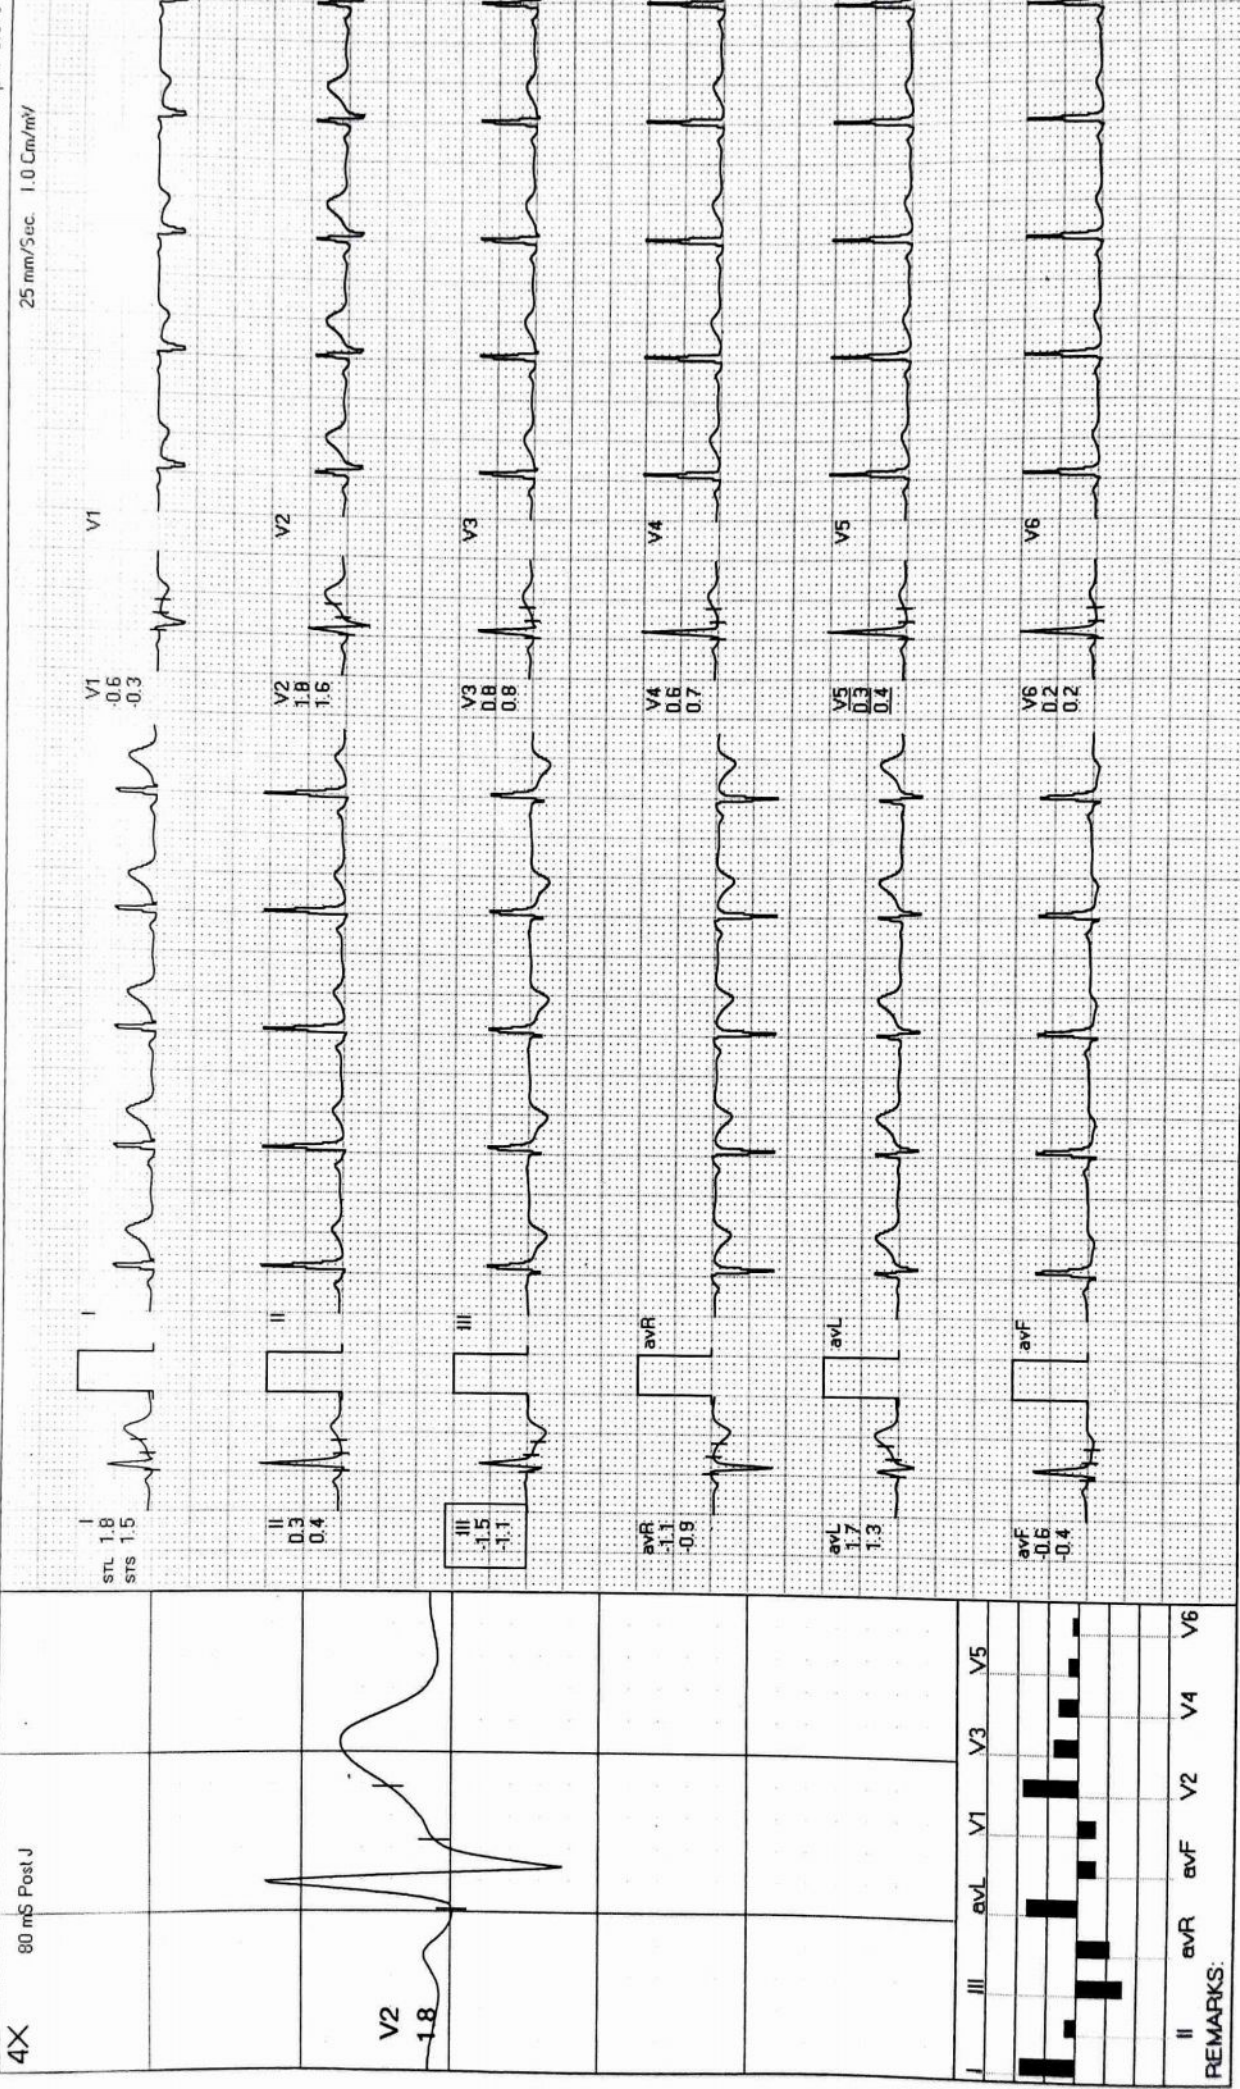 4X
80 mS Post J
25 mm/Sec. 1.0 Cm/mV
V2
1.8
I
STL 1.8
STS 1.5
I
V1
-0.6
-0.3
V1
II
0.3
0.4
II
V2
1.8
1.6
V2
III
-1.5
-1.1
III
V3
0.8
0.8
V3
avR
-1.1
-0.9
avR
V4
0.6
0.7
V4
avL
1.7
1.3
avL
V5
0.3
0.4
V5
avF
-0.6
-0.4
avF
V6
0.2
0.2
V6
I III avL V1 V3 V5
II avR avF V2 V4 V6
REMARKS: